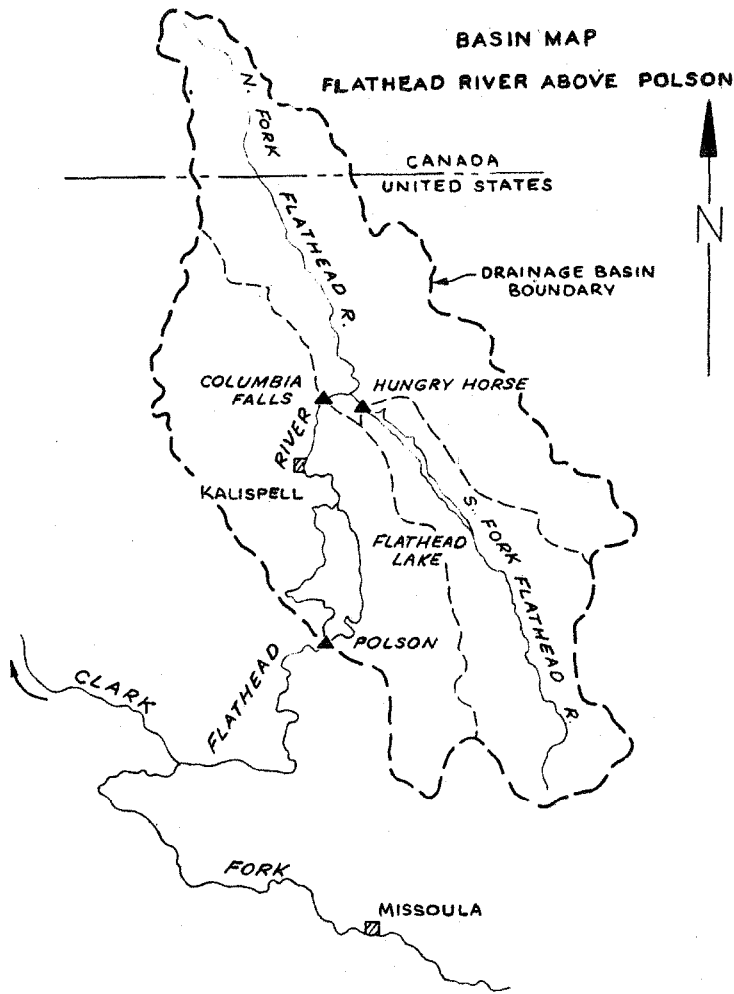 BASIN MAP
FLATHEAD RIVER ABOVE POLSON
N. FORK FLATHEAD R.
CANADA
UNITED STATES
N
DRAINAGE BASIN
BOUNDARY
COLUMBIA
FALLS
HUNGRY HORSE
RIVER
KALISPELL
S. FORK FLATHEAD R.
FLATHEAD
LAKE
POLSON
FLATHEAD
CLARK
FORK
MISSOULA